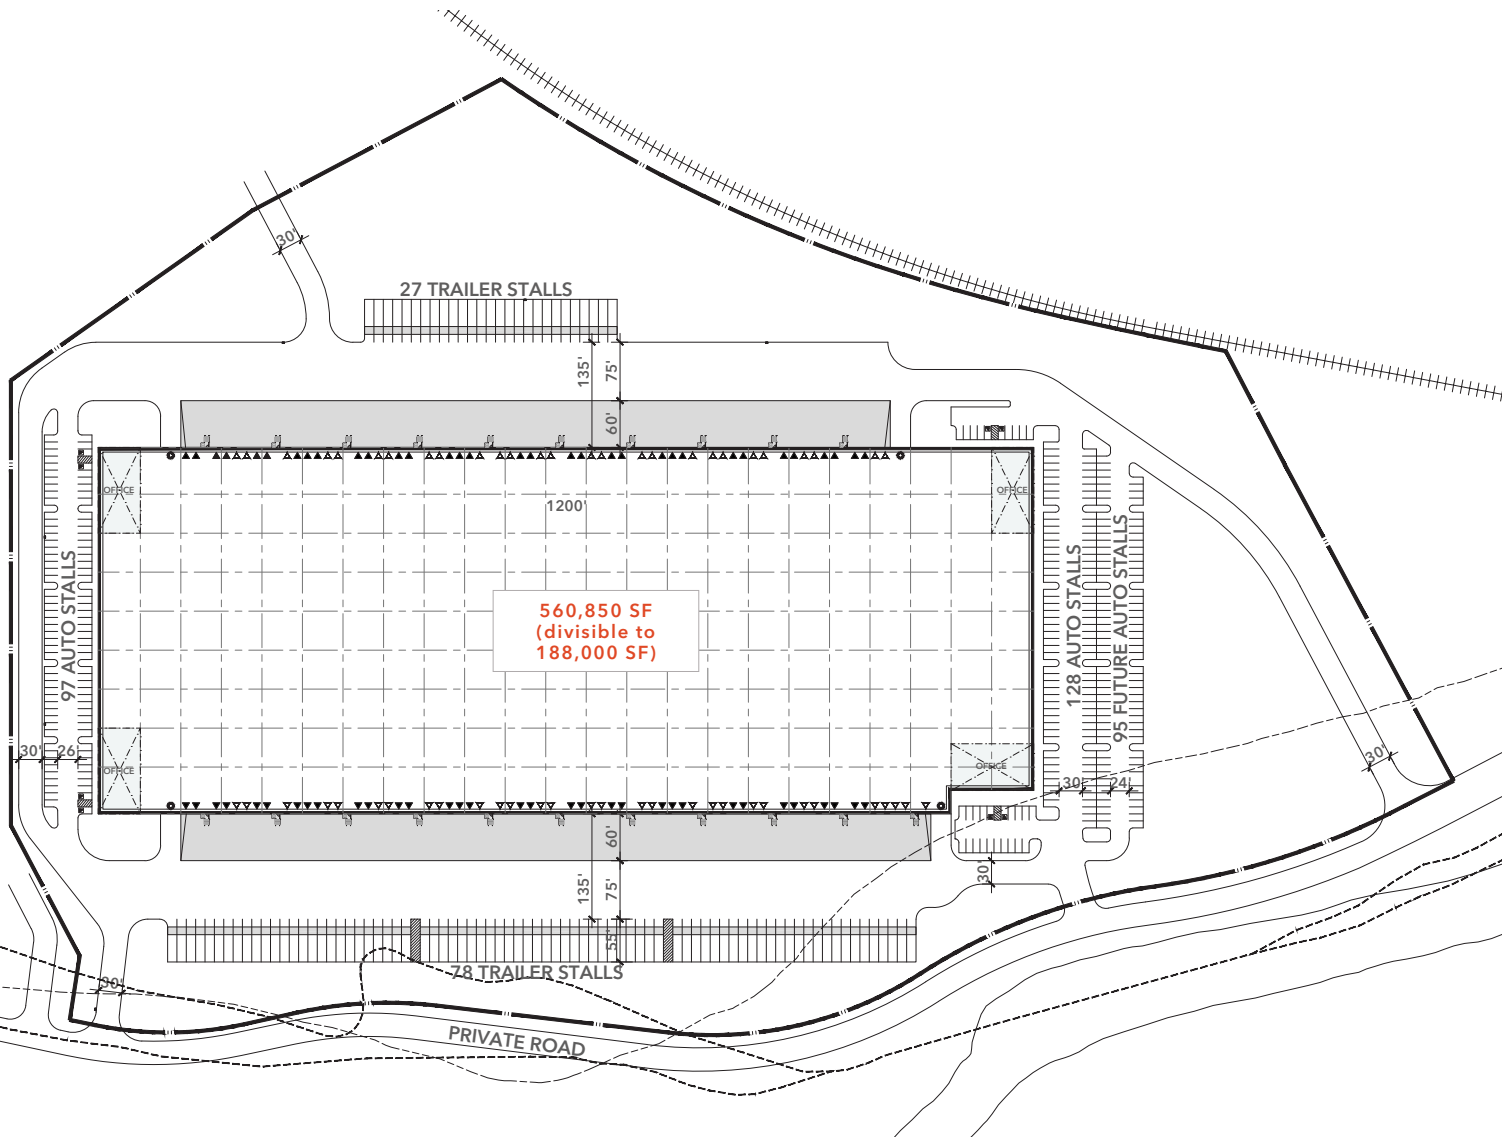 30'
27 TRAILER STALLS
135'
75'
60'
OFFICE
OFFICE
1200'
560,850 SF
(divisible to
188,000 SF)
97 AUTO STALLS
128 AUTO STALLS
95 FUTURE AUTO STALLS
30'
26'
OFFICE
OFFICE
30'
24'
30'
60'
135'
75'
30'
55'
78 TRAILER STALLS
30'
PRIVATE ROAD